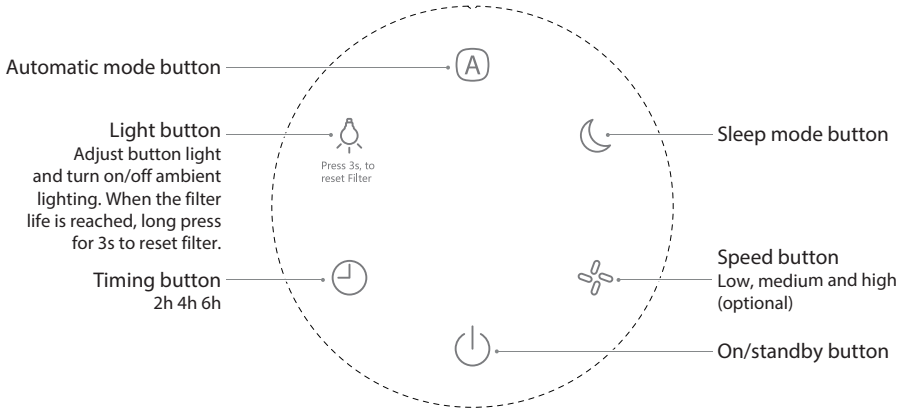 Automatic mode button
A
Light button
Adjust button light
and turn on/off ambient
lighting. When the filter
life is reached, long press
for 3s to reset filter.
Press 3s, to
reset Filter
Sleep mode button
Timing button
2h 4h 6h
Speed button
Low, medium and high
(optional)
On/standby button